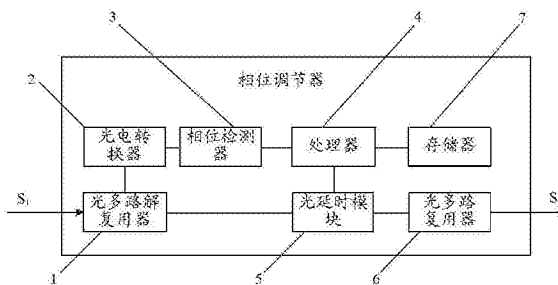 3
4
7
相位调节器
2
光电转
换器
相位检测
器
处理器
存储器
S₁
光多路解
复用器
光延时模
块
光多路
复用器
S
1
5
6